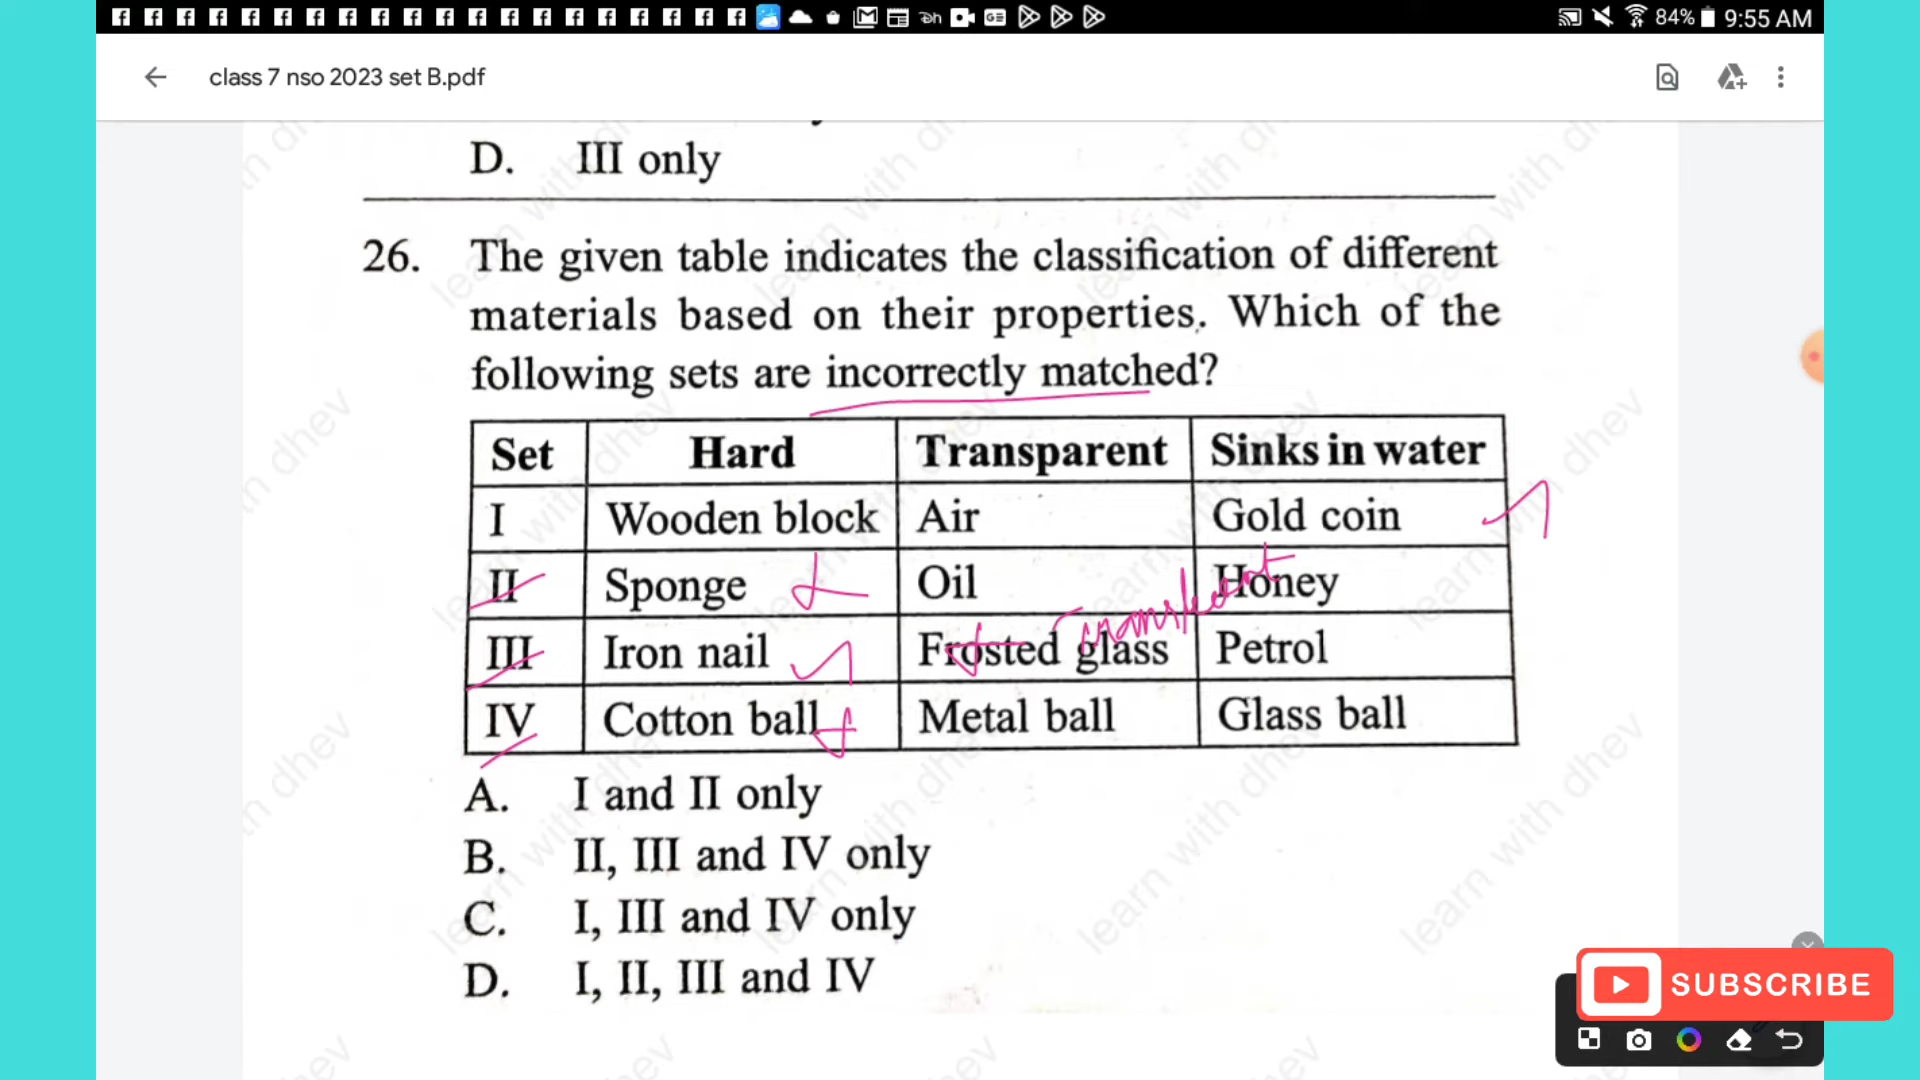 84% 9:55 AM
class 7 nso 2023 set B.pdf
D. III only
26. The given table indicates the classification of different
materials based on their properties. Which of the
following sets are incorrectly matched?
Set Hard Transparent Sinks in water
I Wooden block Air Gold coin
II Sponge Oil Honey
III Iron nail Frosted glass Petrol
IV Cotton ball Metal ball Glass ball
A. I and II only
B. II, III and IV only
C. I, III and IV only
D. I, II, III and IV
SUBSCRIBE
learn with dhev